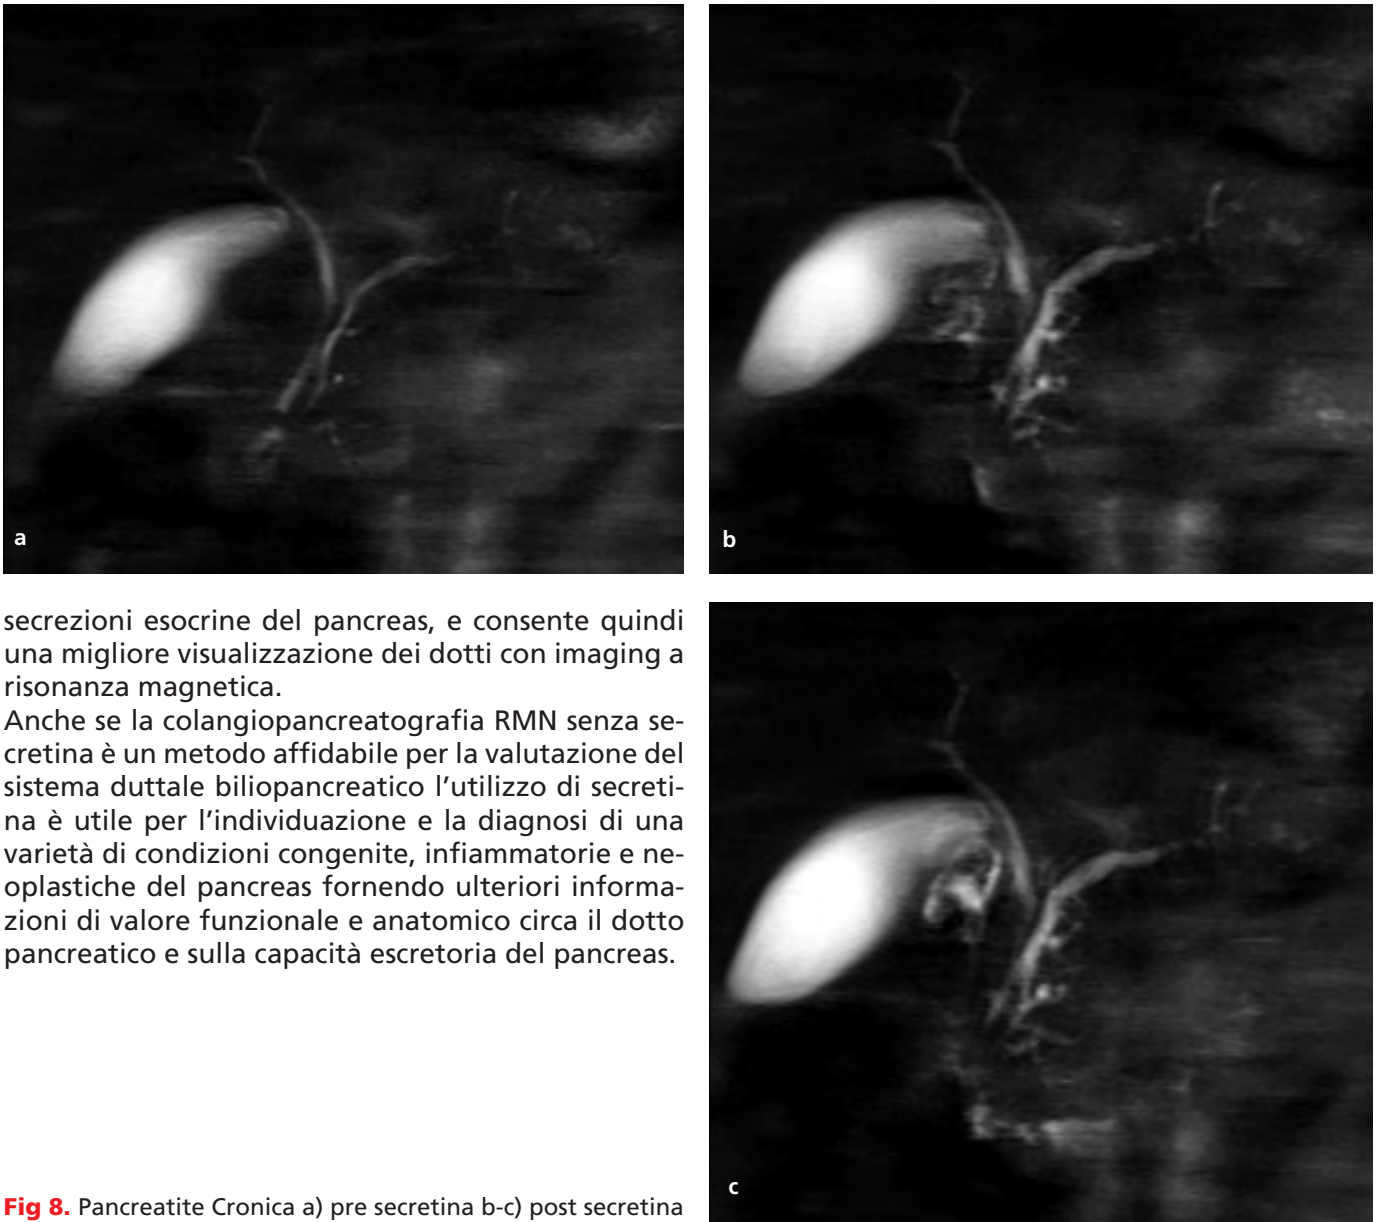 a
b
secrezioni esocrine del pancreas, e consente quindi
una migliore visualizzazione dei dotti con imaging a
risonanza magnetica.
Anche se la colangiopancreatografia RMN senza se-
cretina è un metodo affidabile per la valutazione del
sistema duttale biliopancreatico l'utilizzo di secreti-
na è utile per l'individuazione e la diagnosi di una
varietà di condizioni congenite, infiammatorie e ne-
oplastiche del pancreas fornendo ulteriori informa-
zioni di valore funzionale e anatomico circa il dotto
pancreatico e sulla capacità escretoria del pancreas.
c
Fig 8. Pancreatite Cronica a) pre secretina b-c) post secretina